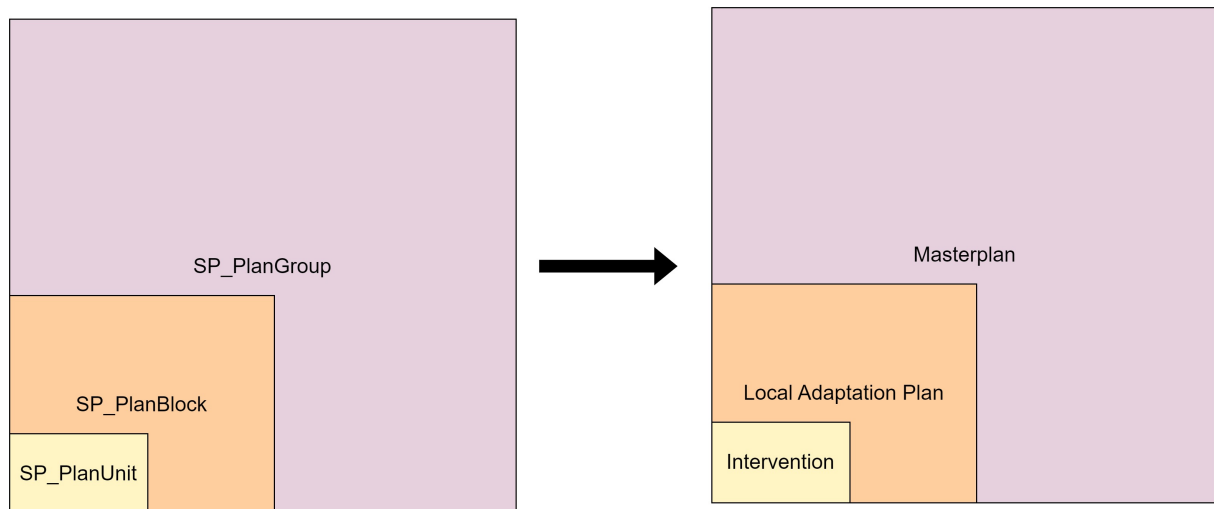 SP_PlanGroup
SP_PlanBlock
SP_PlanUnit
Masterplan
Local Adaptation Plan
Intervention